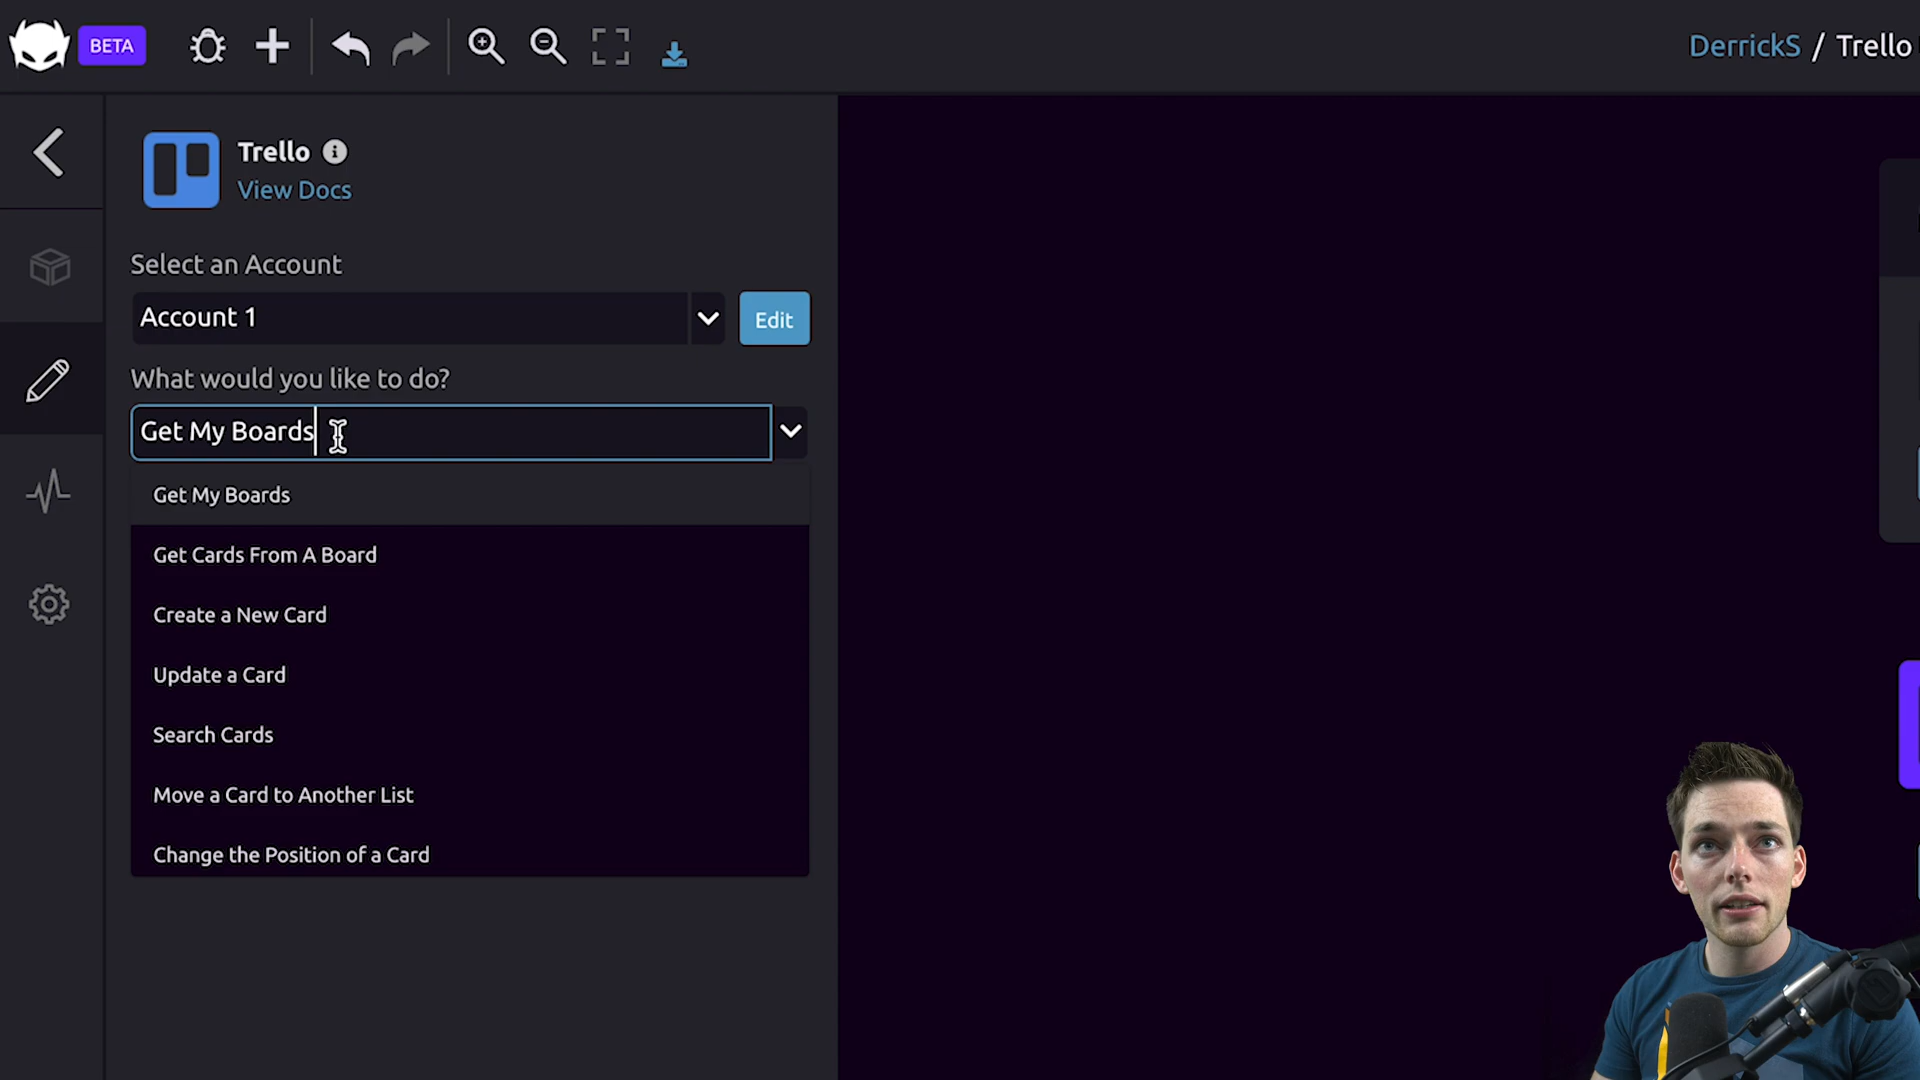 BETA
DerrickS / Trello
Trello
View Docs
Select an Account
Account 1
Edit
What would you like to do?
Get My Boards
Get My Boards
Get Cards From A Board
Create a New Card
Update a Card
Search Cards
Move a Card to Another List
Change the Position of a Card